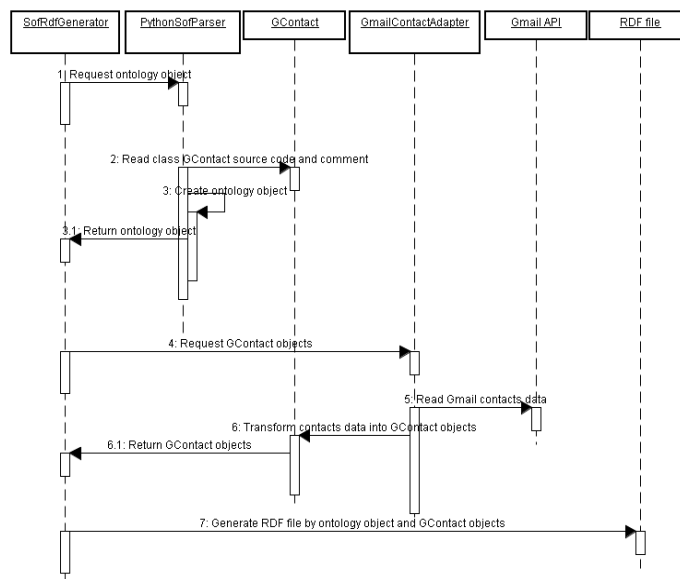 SofRdfGenerator
PythonSofParser
GContact
GmailContactAdapter
Gmail API
RDF file
1: Request ontology object
2: Read class GContact source code and comment
3: Create ontology object
3.1: Return ontology object
4: Request GContact objects
5: Read Gmail contacts data
6: Transform contacts data into GContact objects
6.1: Return GContact objects
7: Generate RDF file by ontology object and GContact objects